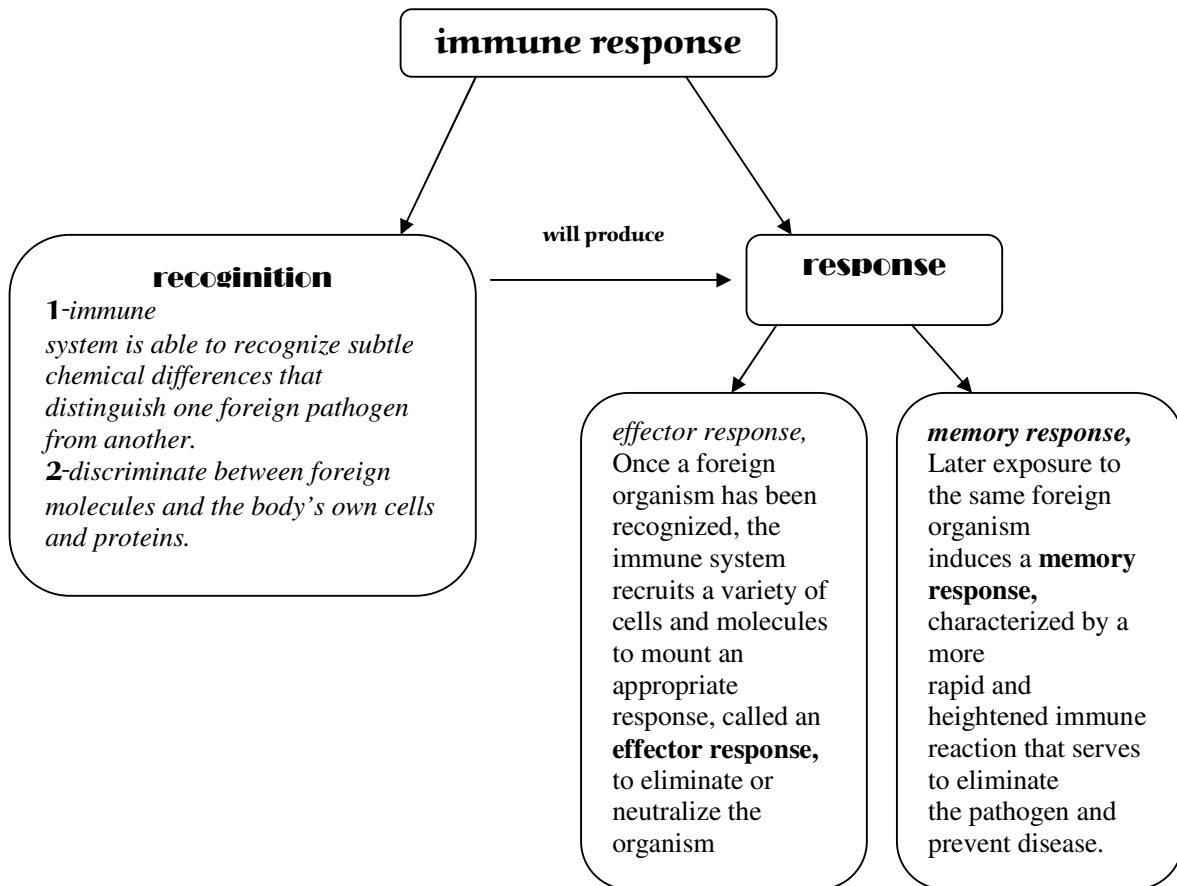 immune response
will produce
recoginition
1-immune
system is able to recognize subtle
chemical differences that
distinguish one foreign pathogen
from another.
2-discriminate between foreign
molecules and the body's own cells
and proteins.
response
effector response,
Once a foreign
organism has been
recognized, the
immune system
recruits a variety of
cells and molecules
to mount an
appropriate
response, called an
effector response,
to eliminate or
neutralize the
organism
memory response,
Later exposure to
the same foreign
organism
induces a memory
response,
characterized by a
more
rapid and
heightened immune
reaction that serves
to eliminate
the pathogen and
prevent disease.